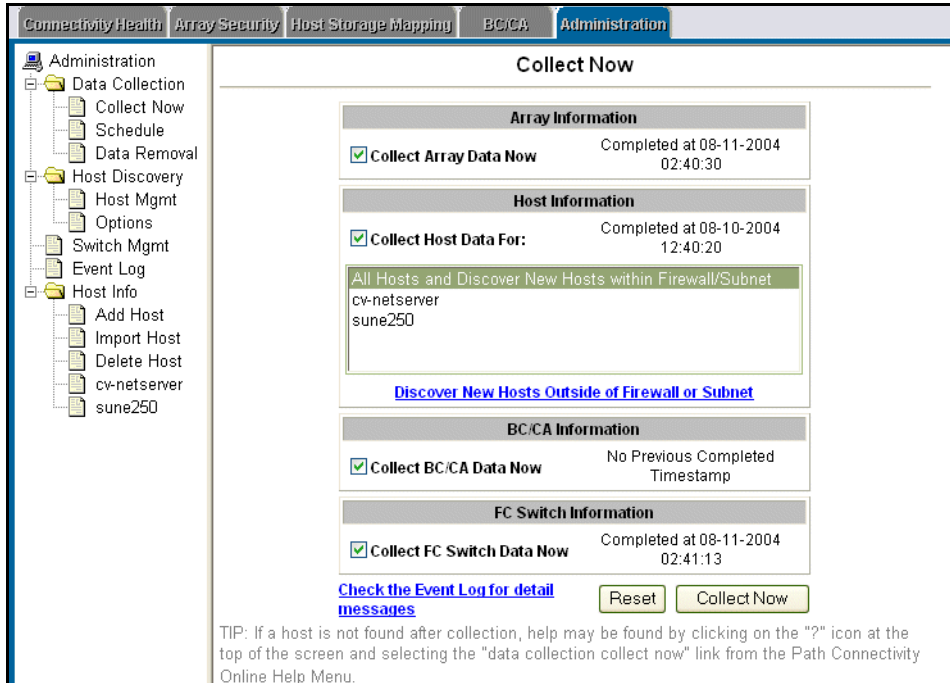 Connectivity Health Array Security Host Storage Mapping BC/CA Administration
Administration
Data Collection
Collect Now
Schedule
Data Removal
Host Discovery
Host Mgmt
Options
Switch Mgmt
Event Log
Host Info
Add Host
Import Host
Delete Host
cv-netserver
sune250
Collect Now
Array Information
Collect Array Data Now
Completed at 08-11-2004
02:40:30
Host Information
Collect Host Data For:
Completed at 08-10-2004
12:40:20
All Hosts and Discover New Hosts within Firewall/Subnet
cv-netserver
sune250
Discover New Hosts Outside of Firewall or Subnet
BC/CA Information
Collect BC/CA Data Now
No Previous Completed
Timestamp
FC Switch Information
Collect FC Switch Data Now
Completed at 08-11-2004
02:41:13
Check the Event Log for detail
messages
Reset
Collect Now
TIP: If a host is not found after collection, help may be found by clicking on the "?" icon at the
top of the screen and selecting the "data collection collect now" link from the Path Connectivity
Online Help Menu.